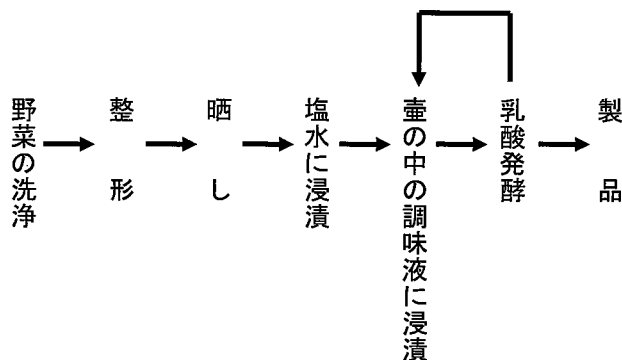 野菜の洗浄
整形
晒し
塩水に浸漬
壷の中の調味液に浸漬
乳酸発酵
製品